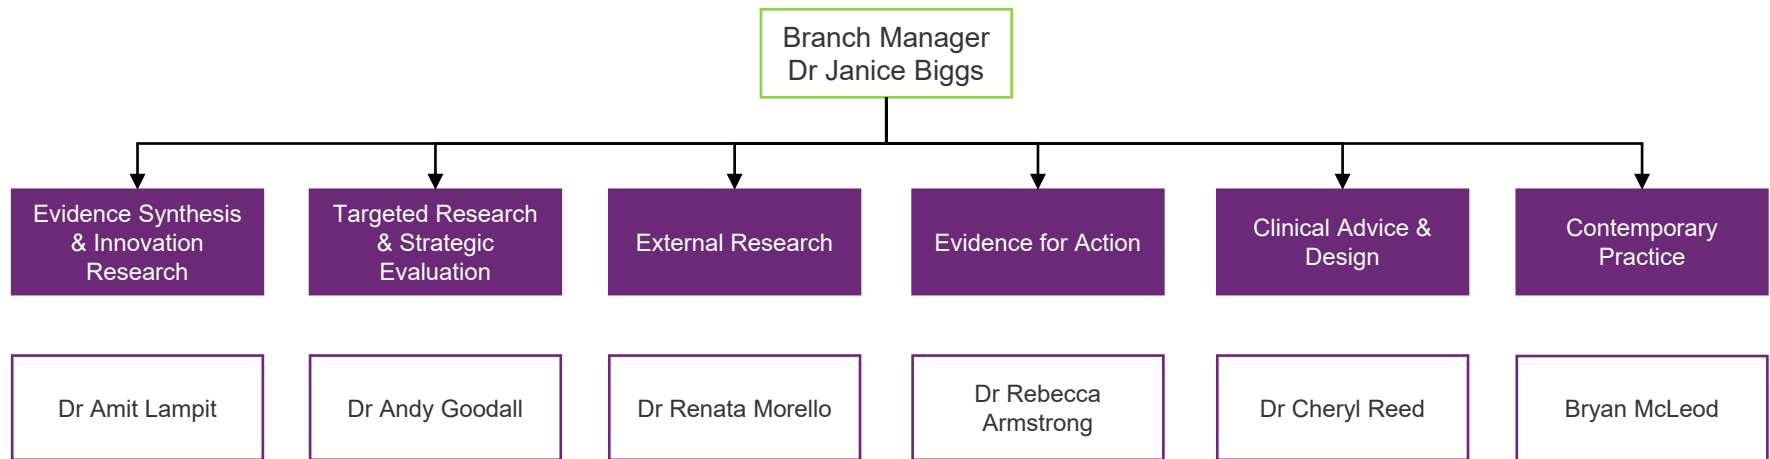 Branch Manager
Dr Janice Biggs
Evidence Synthesis
& Innovation
Research
Targeted Research
& Strategic
Evaluation
External Research
Evidence for Action
Clinical Advice &
Design
Contemporary
Practice
Dr Amit Lampit
Dr Andy Goodall
Dr Renata Morello
Dr Rebecca
Armstrong
Dr Cheryl Reed
Bryan McLeod